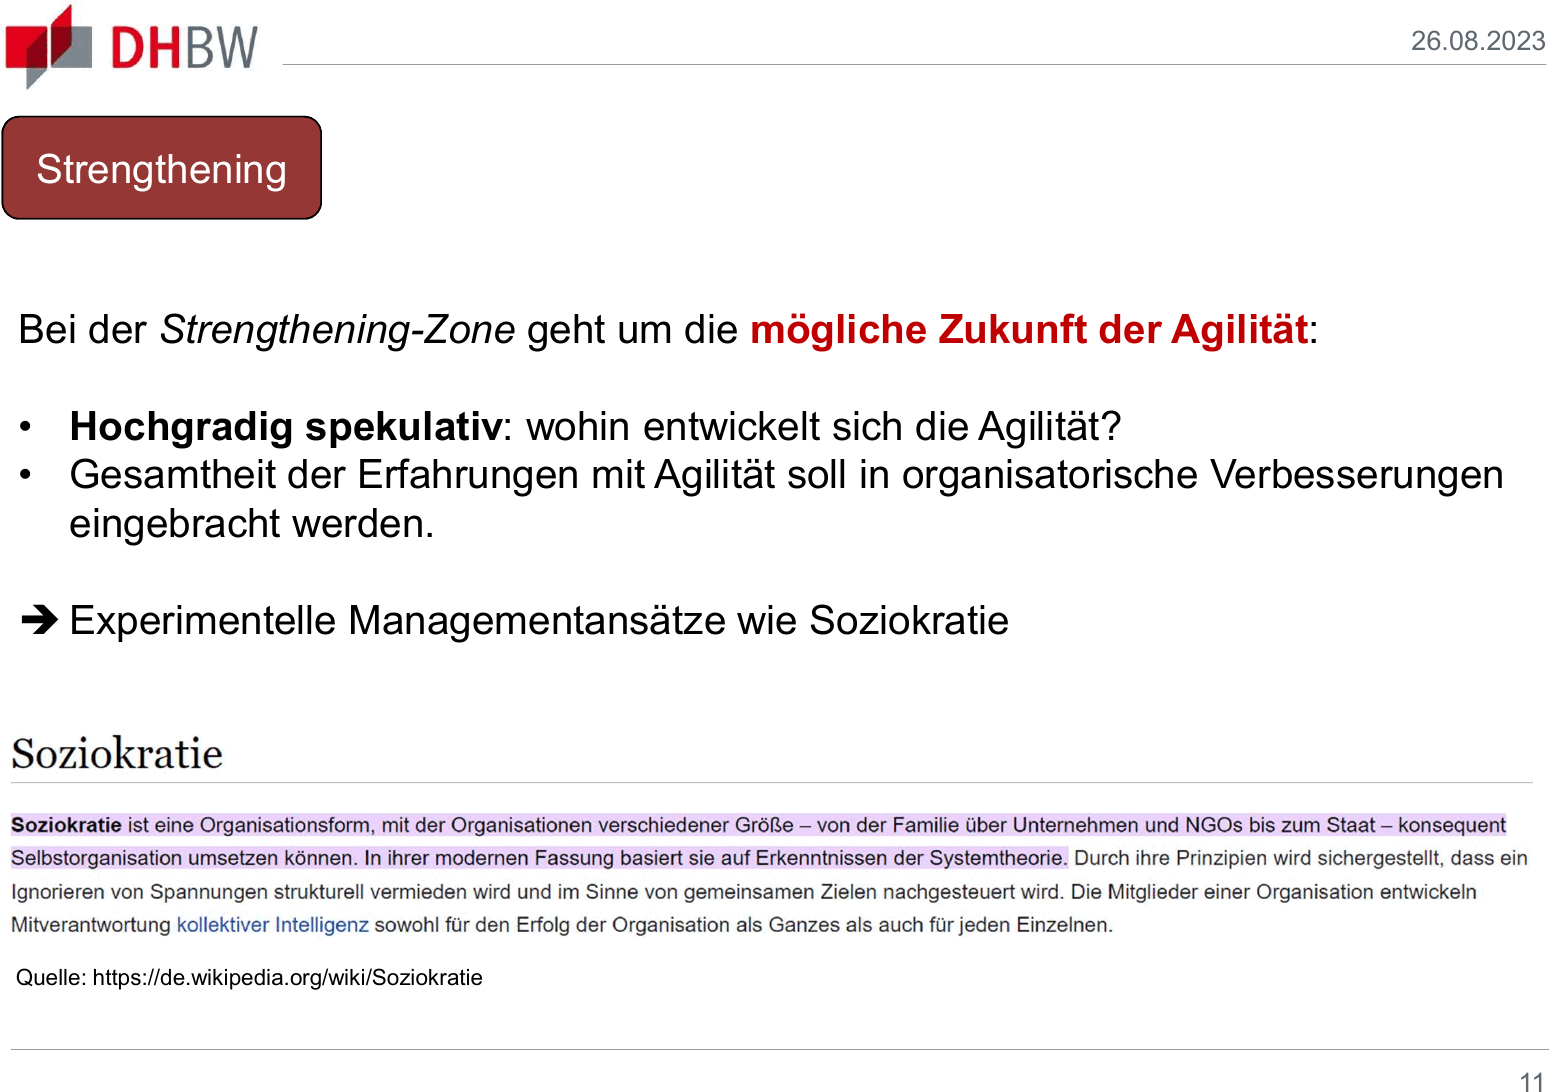 DHBW
26.08.2023
Strengthening
Bei der Strengthening-Zone geht um die mögliche Zukunft der Agilität:
• Hochgradig spekulativ: wohin entwickelt sich die Agilität?
• Gesamtheit der Erfahrungen mit Agilität soll in organisatorische Verbesserungen
eingebracht werden.
➔ Experimentelle Managementansätze wie Soziokratie
Soziokratie
Soziokratie ist eine Organisationsform, mit der Organisationen verschiedener Größe – von der Familie über Unternehmen und NGOs bis zum Staat – konsequent
Selbstorganisation umsetzen können. In ihrer modernen Fassung basiert sie auf Erkenntnissen der Systemtheorie. Durch ihre Prinzipien wird sichergestellt, dass ein
Ignorieren von Spannungen strukturell vermieden wird und im Sinne von gemeinsamen Zielen nachgesteuert wird. Die Mitglieder einer Organisation entwickeln
Mitverantwortung kollektiver Intelligenz sowohl für den Erfolg der Organisation als Ganzes als auch für jeden Einzelnen.
Quelle: https://de.wikipedia.org/wiki/Soziokratie
11